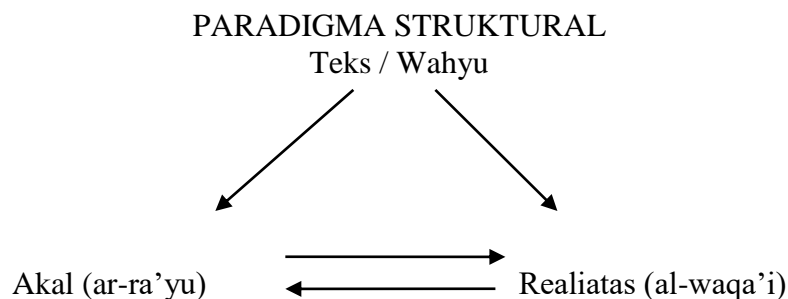 PARADIGMA STRUKTURAL
Teks / Wahyu
Akal (ar-ra’yu)
Realiatas (al-waqa’i)